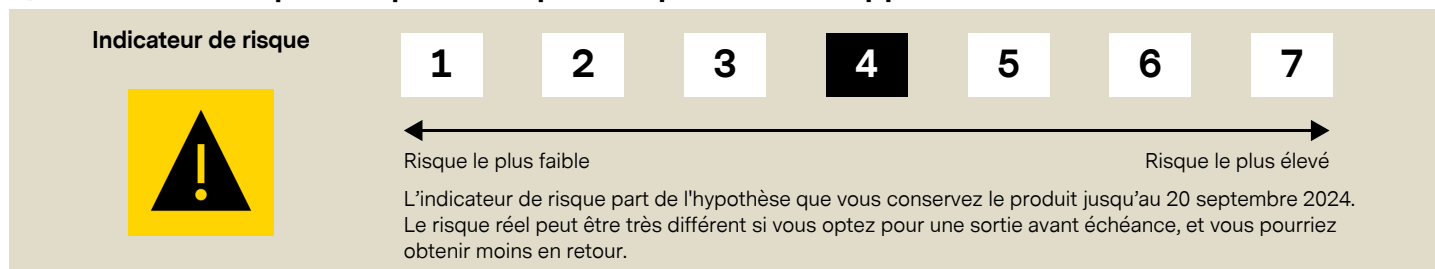 Indicateur de risque
1 2 3 4 5 6 7
Risque le plus faible Risque le plus élevé
L'indicateur de risque part de l'hypothèse que vous conservez le produit jusqu'au 20 septembre 2024.
Le risque réel peut être très différent si vous optez pour une sortie avant échéance, et vous pourriez
obtenir moins en retour.